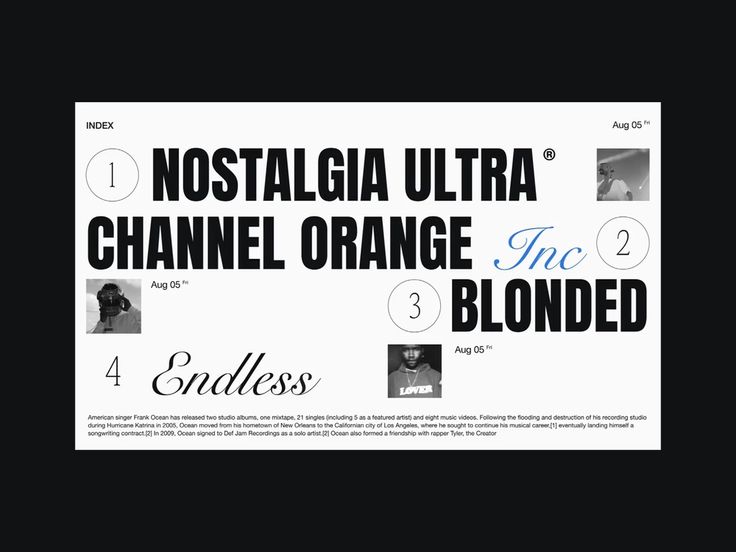 INDEX
Aug 05 Fri
1 NOSTALGIA ULTRA®
CHANNEL ORANGE Inc 2
Aug 05 Fri
3 BLONDED
4 Endless
LOVER
Aug 05 Fri
American singer Frank Ocean has released two studio albums, one mixtape, 21 singles (including 5 as a featured artist) and eight music videos. Following the flooding and destruction of his recording studio
during Hurricane Katrina in 2005, Ocean moved from his hometown of New Orleans to the Californian city of Los Angeles, where he sought to continue his musical career,[1] eventually landing himself a
songwriting contract.[2] In 2009, Ocean signed to Def Jam Recordings as a solo artist.[2] Ocean also formed a friendship with rapper Tyler, the Creator